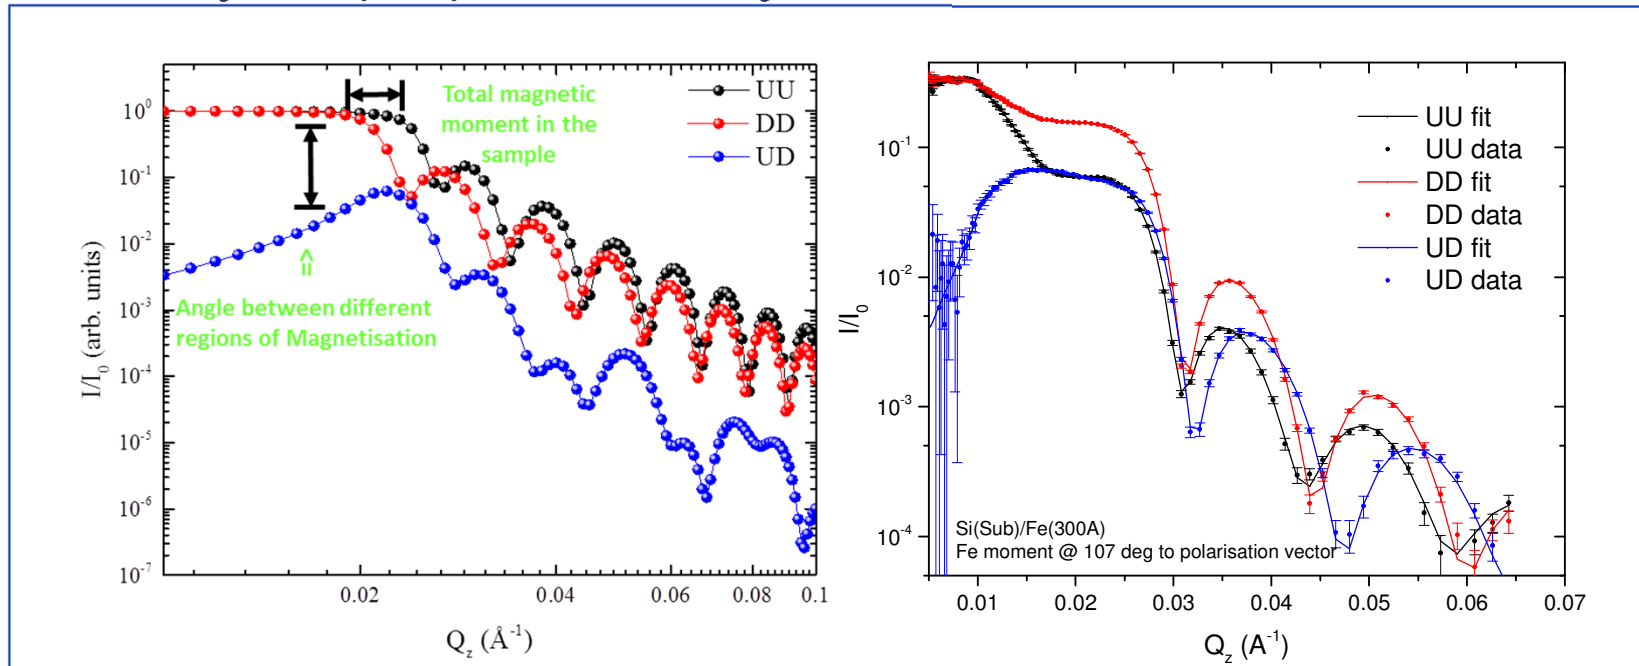 UU
DD
UD
Total magnetic
moment in the
sample
Angle between different
regions of Magnetisation
10^0
10^-1
10^-2
10^-3
10^-4
10^-5
10^-6
10^-7
I/I_0 (arb. units)
0.02
0.04
0.06
0.08
0.1
Q_z (Å^-1)
UU fit
UU data
DD fit
DD data
UD fit
UD data
10^-1
10^-2
10^-3
10^-4
I/I_0
Si(Sub)/Fe(300A)
Fe moment @ 107 deg to polarisation vector
0.01
0.02
0.03
0.04
0.05
0.06
0.07
Q_z (A^-1)